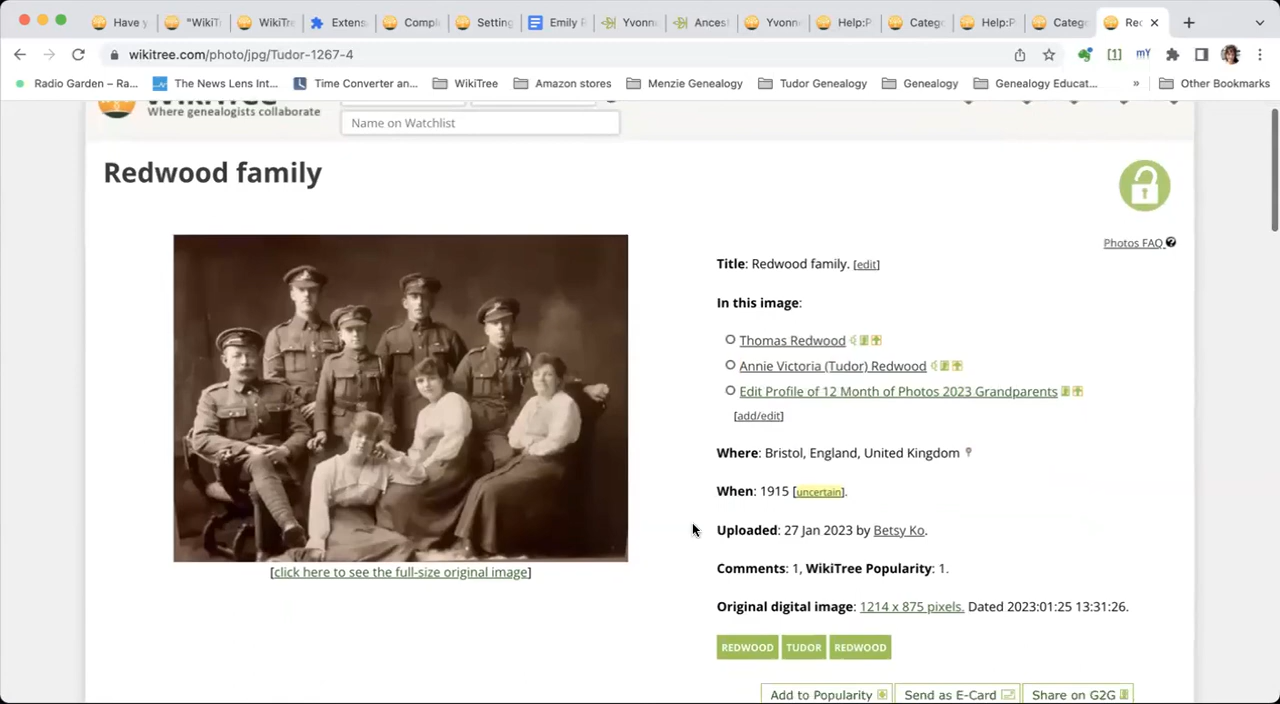 Have y
"WikiTi
WikiTre
Extens
Compl
Setting
Emily F
Yvonn
Ances
Yvonne
Help:P
Catego
Help:P
Catego
Rec
wikitree.com/photo/jpg/Tudor-1267-4
Radio Garden – Ra...
The News Lens Int...
Time Converter an...
WikiTree
Amazon stores
Menzie Genealogy
Tudor Genealogy
Genealogy
Genealogy Educat...
»
Other Bookmarks
Where genealogists collaborate
Name on Watchlist
Redwood family
Photos FAQ
Title: Redwood family. [edit]
In this image:
Thomas Redwood
Annie Victoria (Tudor) Redwood
Edit Profile of 12 Month of Photos 2023 Grandparents
[add/edit]
Where: Bristol, England, United Kingdom
When: 1915 [uncertain].
Uploaded: 27 Jan 2023 by Betsy Ko.
[click here to see the full-size original image]
Comments: 1, WikiTree Popularity: 1.
Original digital image: 1214 x 875 pixels. Dated 2023:01:25 13:31:26.
REDWOOD TUDOR REDWOOD
Add to Popularity
Send as E-Card
Share on G2G